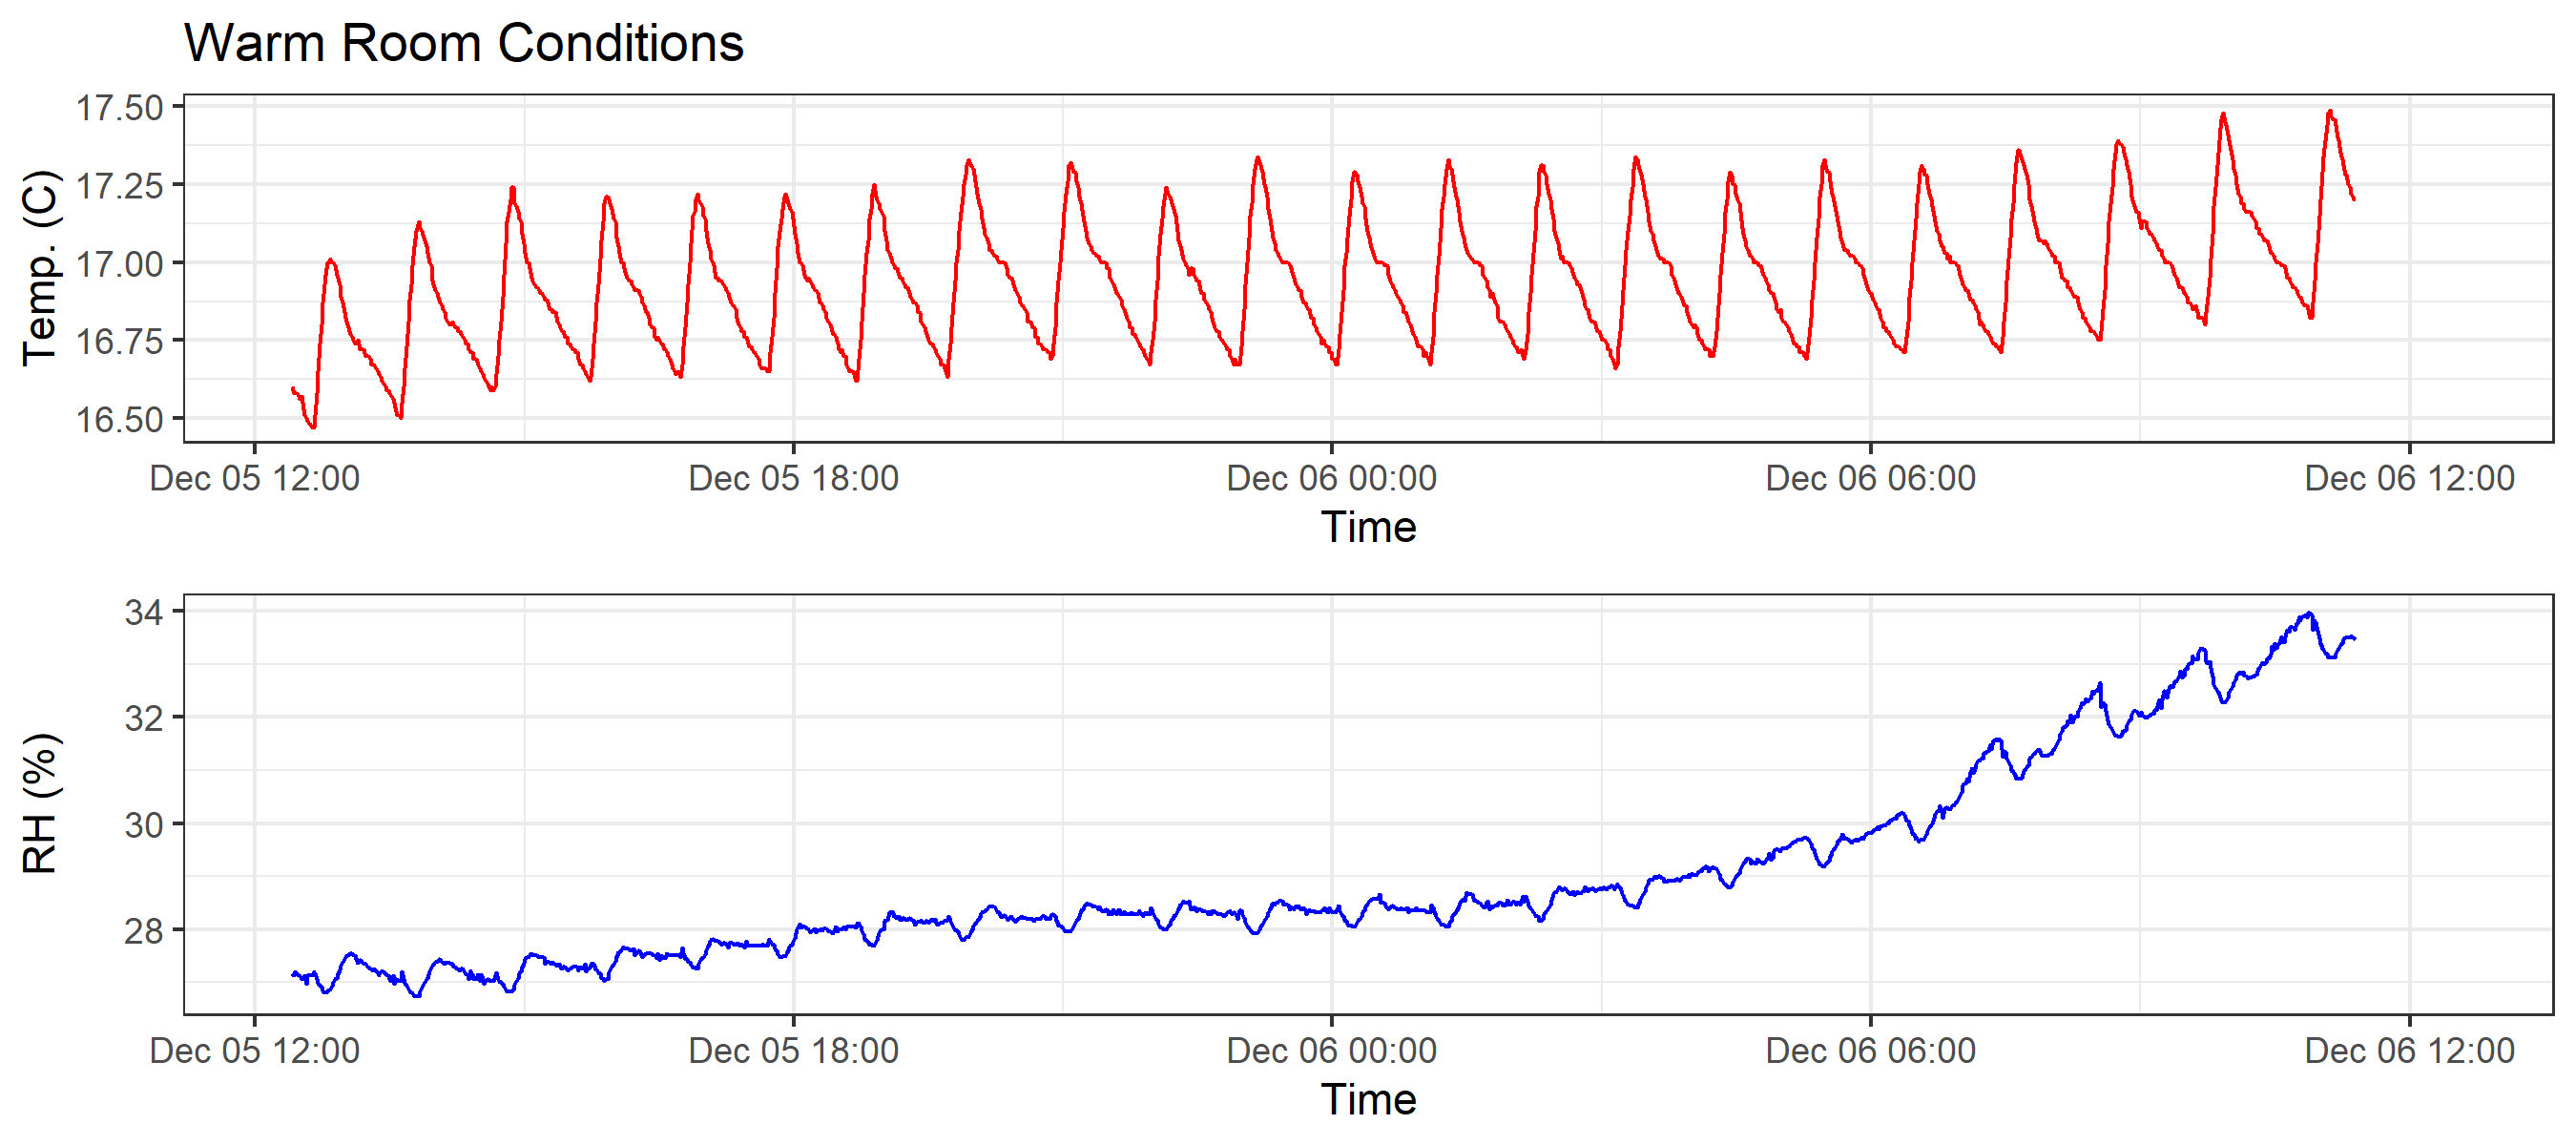 Warm Room Conditions
17.50
17.25
17.00
16.75
16.50
Temp. (C)
Dec 05 12:00 Dec 05 18:00 Dec 06 00:00 Dec 06 06:00 Dec 06 12:00
Time
34
32
30
28
RH (%)
Dec 05 12:00 Dec 05 18:00 Dec 06 00:00 Dec 06 06:00 Dec 06 12:00
Time